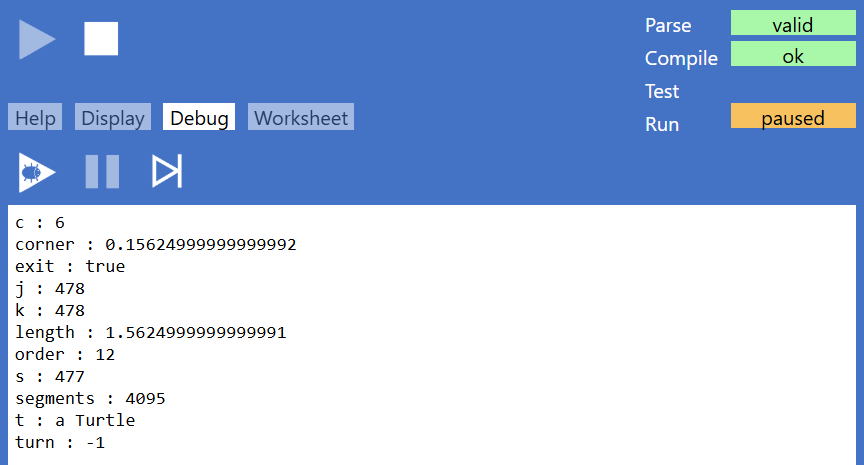 Parse valid
Compile ok
Test
Run paused
Help Display Debug Worksheet
c : 6
corner : 0.15624999999999992
exit : true
j : 478
k : 478
length : 1.5624999999999991
order : 12
s : 477
segments : 4095
t : a Turtle
turn : -1